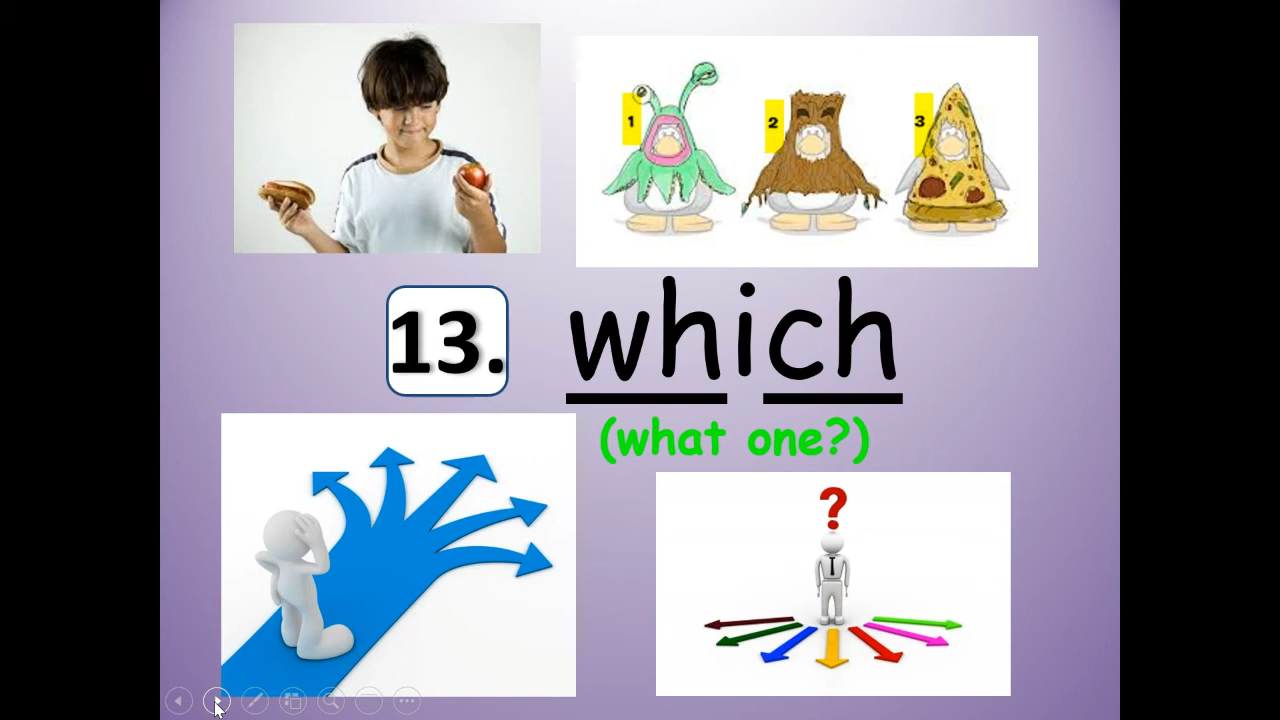 1
2
3
13. which
(what one?)
?